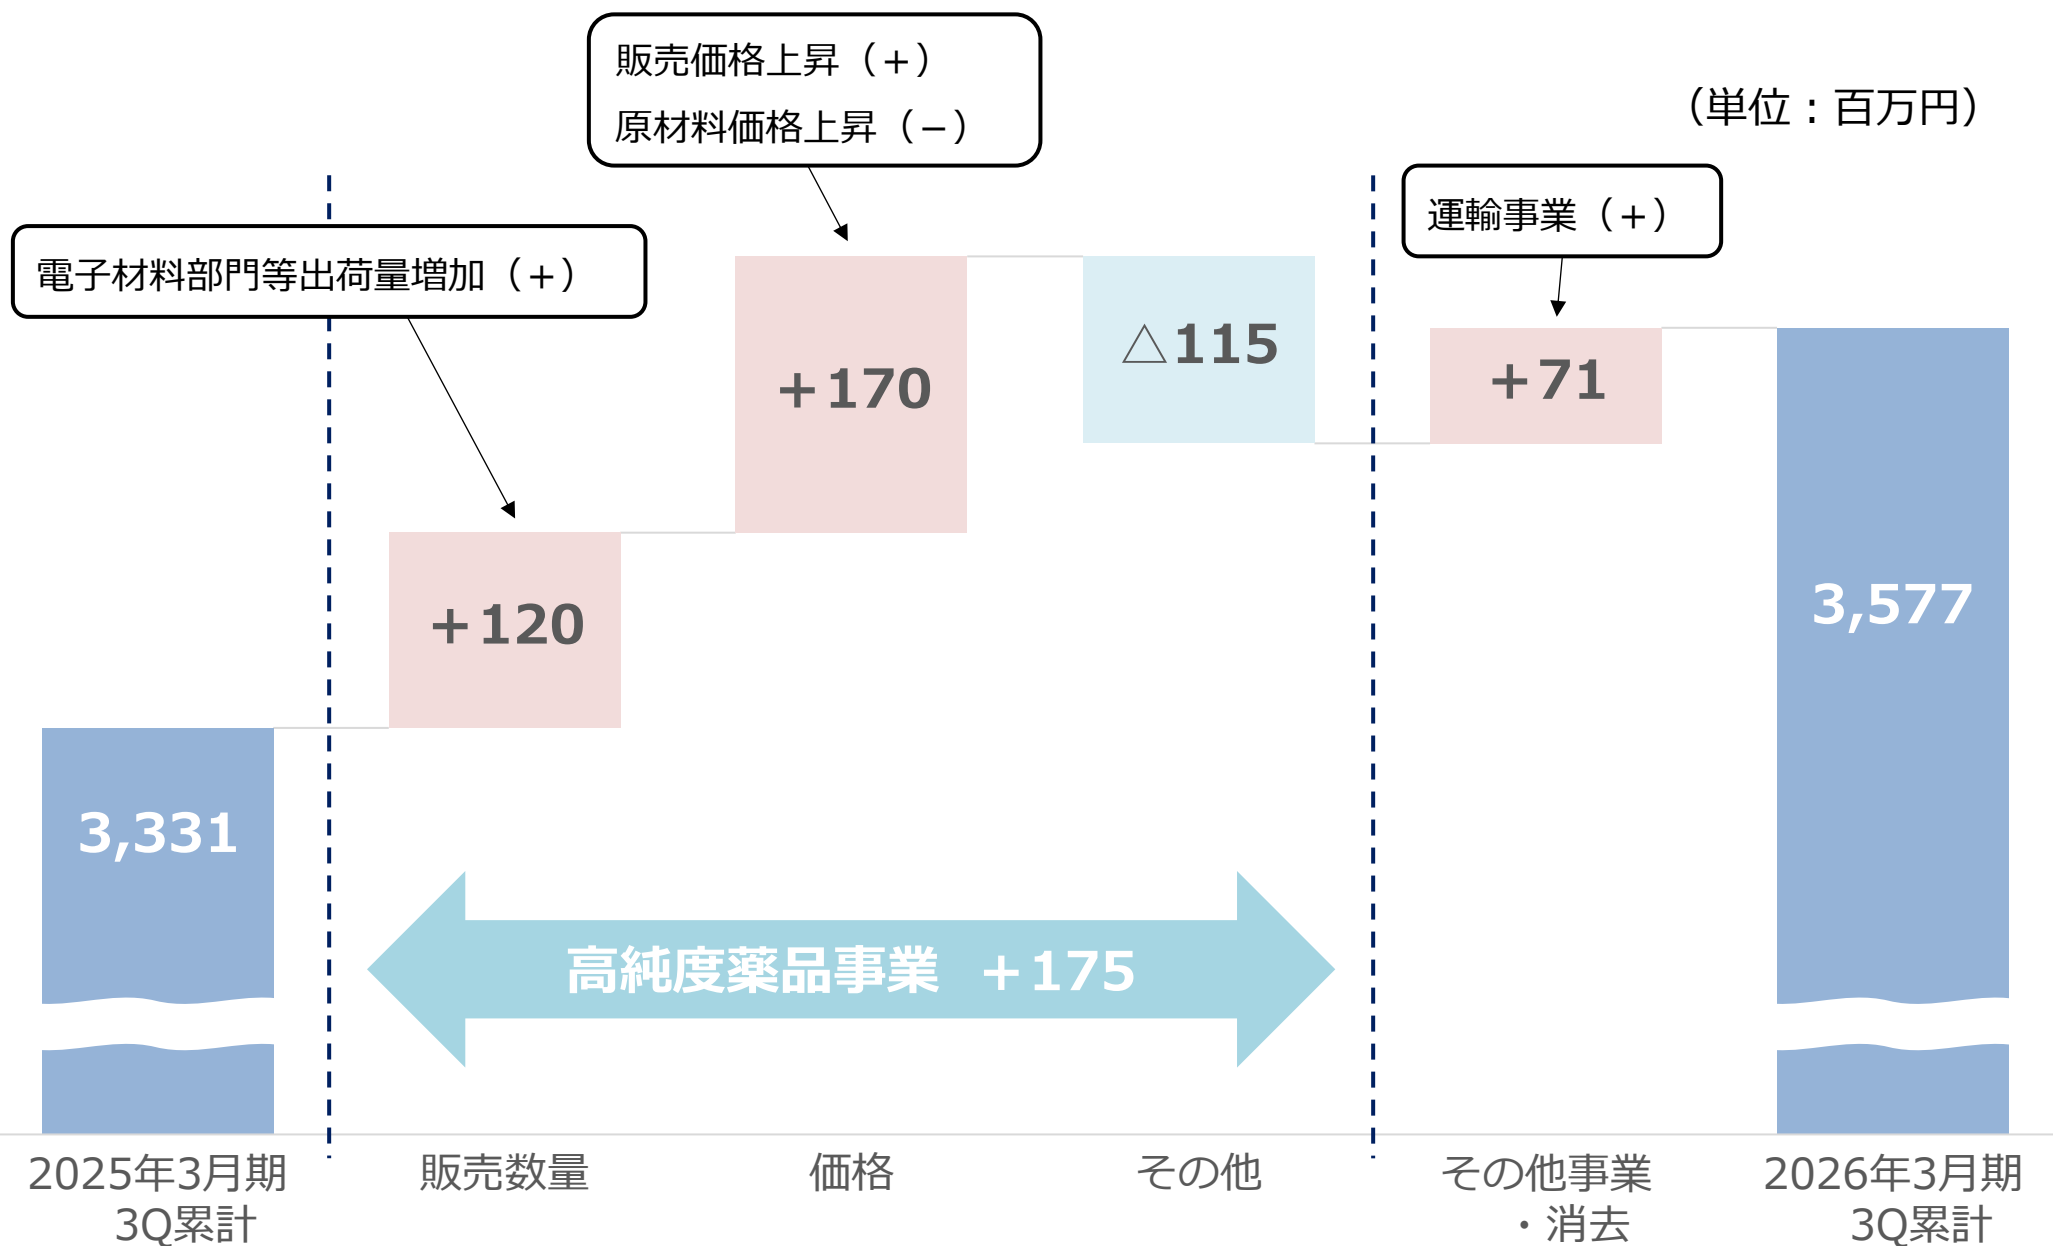 販売価格上昇（＋）
原材料価格上昇（－）
（単位：百万円）
運輸事業（＋）
電子材料部門等出荷量増加（＋）
△115
＋170
＋71
＋120
3,577
3,331
高純度薬品事業　＋175
2025年3月期
3Q累計
販売数量
価格
その他
その他事業
・消去
2026年3月期
3Q累計